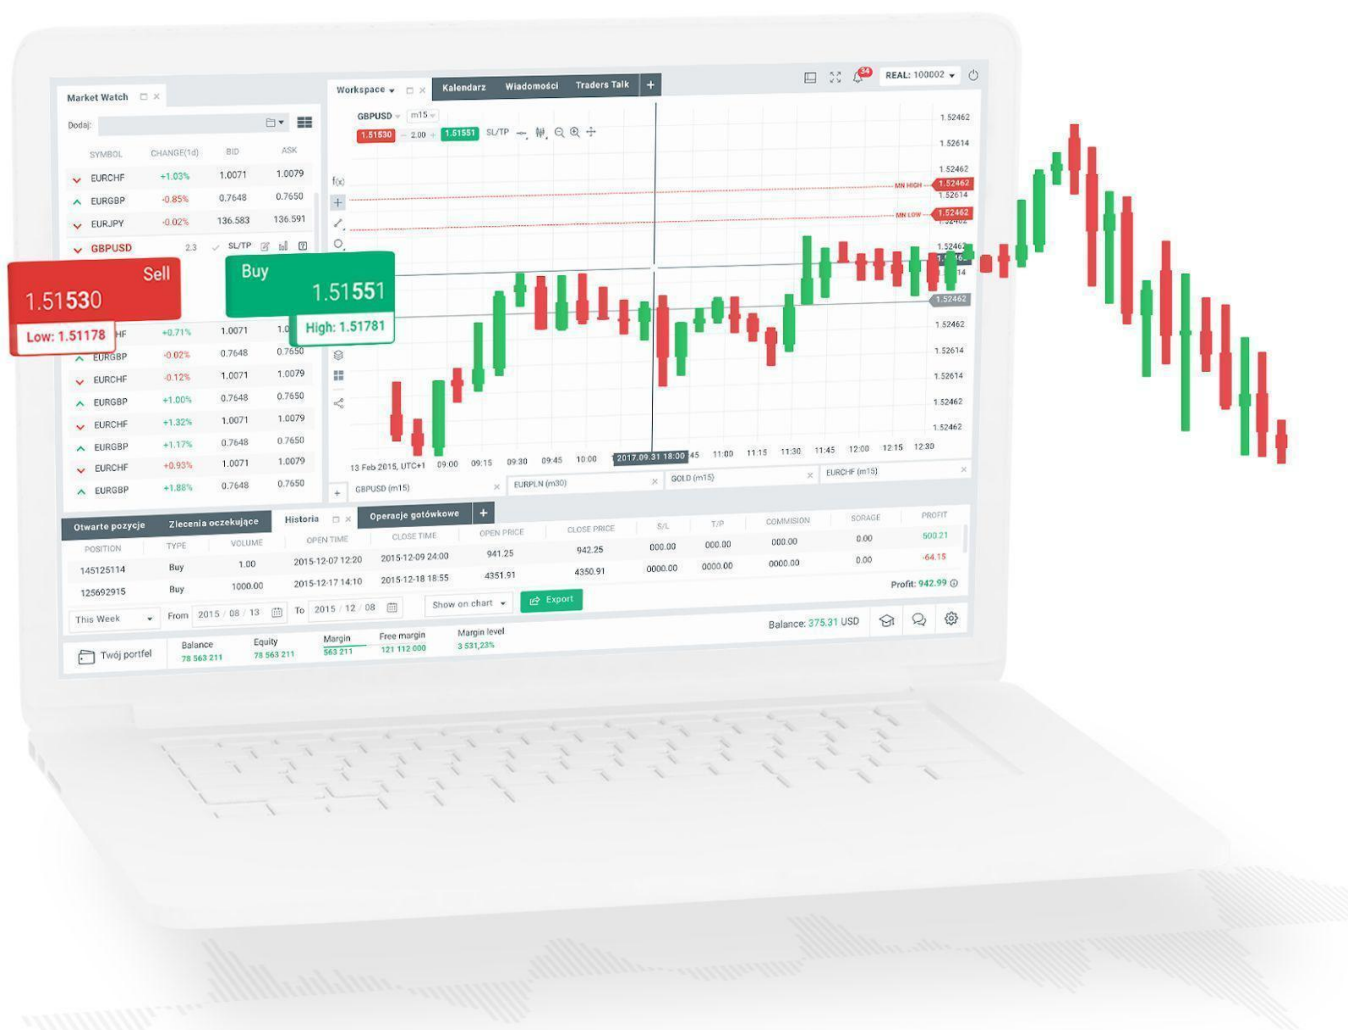 Market Watch
Dodaj:
SYMBOL CHANGE(1d) BID ASK
EURCHF +1.03% 1.0071 1.0079
EURGBP -0.85% 0.7648 0.7650
EURJPY -0.02% 136.583 136.591
GBPUSD 2.3 SL/TP
Sell
1.51530
Low: 1.51178
Buy
1.51551
High: 1.51781
HF +0.71% 1.0071
EURGBP -0.02% 0.7648 0.7650
EURCHF -0.12% 1.0071 1.0079
EURGBP +1.00% 0.7648 0.7650
EURCHF +1.32% 1.0071 1.0079
EURGBP +1.17% 0.7648 0.7650
EURCHF +0.93% 1.0071 1.0079
EURGBP +1.88% 0.7648 0.7650
Workspace Kalendarz Wiadomości Traders Talk +
34 REAL: 100002
GBPUSD m15
1.51530 - 2.00 + 1.51551 SL/TP
f(x)
1.52462
1.52614
1.52462
MN HIGH 1.52462
1.52614
MN LOW 1.52462
1.52462
1.52462
1.52462
1.52462
1.52614
1.52614
1.52462
1.52462
13 Feb 2015, UTC+1 09:00 09:15 09:30 09:45 10:00 2017.09.31 18:00 :45 11:00 11:15 11:30 11:45 12:00 12:15 12:30
+ GBPUSD (m15) EURPLN (m30) GOLD (m15) EURCHF (m15)
Otwarte pozycje Zlecenia oczekujące Historia Operacje gotówkowe +
POSITION TYPE VOLUME OPEN TIME CLOSE TIME OPEN PRICE CLOSE PRICE S/L T/P COMMISION SORAGE PROFIT
145125114 Buy 1.00 2015-12-07 12:20 2015-12-09 24:00 941.25 942.25 000.00 000.00 000.00 0.00 500.21
125692915 Buy 1000.00 2015-12-17 14:10 2015-12-18 18:55 4351.91 4350.91 0000.00 0000.00 0000.00 0.00 -64.15
Profit: 942.99
This Week From 2015 / 08 / 13 To 2015 / 12 / 08 Show on chart Export
Twój portfel
Balance Equity Margin Free margin Margin level
78 563 211 78 563 211 563 211 121 112 000 3 531,23%
Balance: 375.31 USD